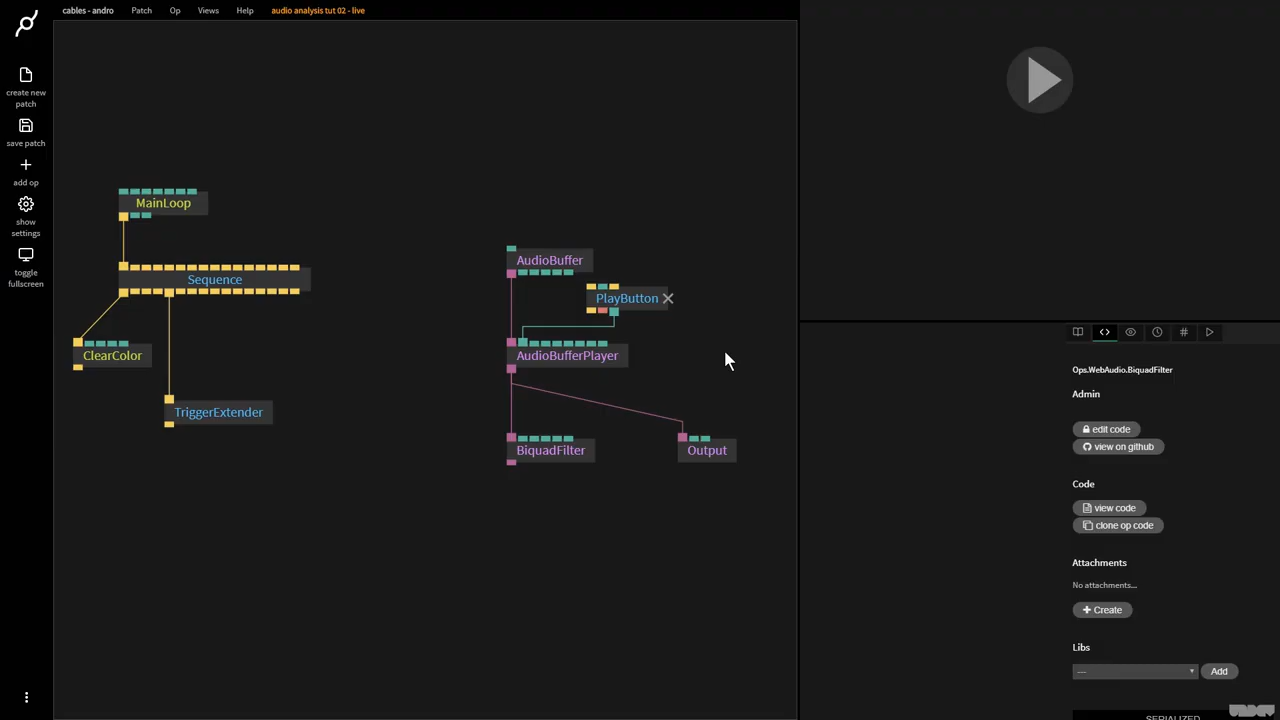 cables - andro
Patch
Op
Views
Help
audio analysis tut 02 - live
create new
patch
save patch
add op
show
settings
toggle
fullscreen
MainLoop
Sequence
ClearColor
TriggerExtender
AudioBuffer
PlayButton
AudioBufferPlayer
BiquadFilter
Output
Ops.WebAudio.BiquadFilter
Admin
edit code
view on github
Code
view code
clone op code
Attachments
No attachments...
Create
Libs
---
Add